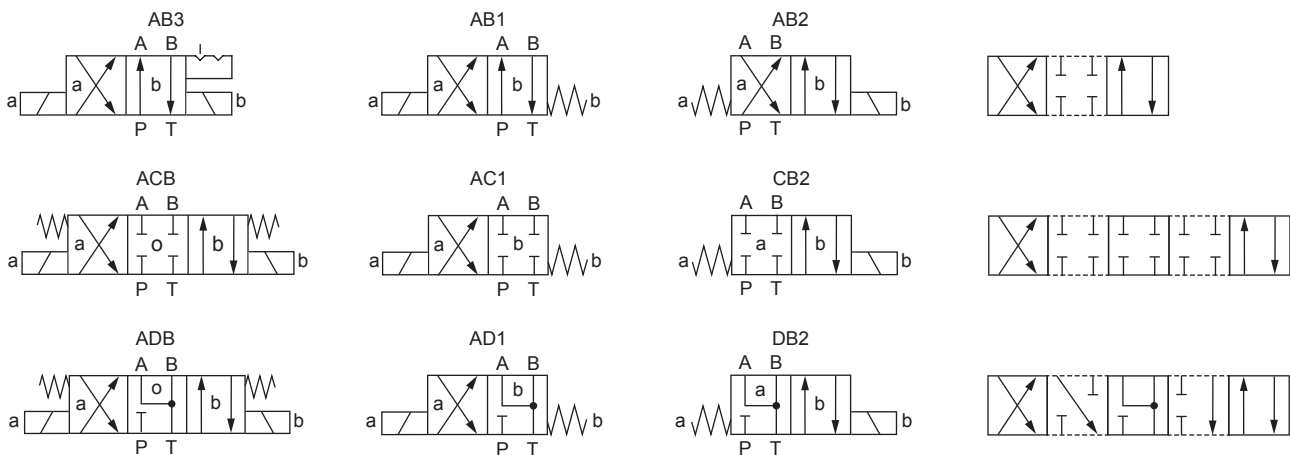 AB3 AB1 AB2
A B A B A B
a a b b a b b a a b b
P T P T P T
ACB AC1 CB2
A B A B A B
a a o b b a b b a a b b
P T P T P T
ADB AD1 DB2
A B A B A B
a a o b b a b b a a b b
P T P T P T